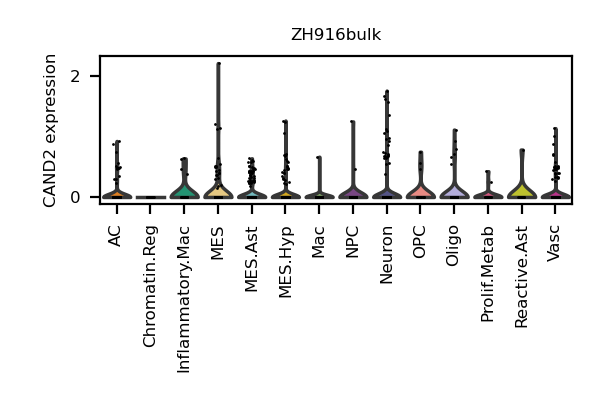 ZH916bulk
CAND2 expression
2
0
AC
Chromatin.Reg
Inflammatory.Mac
MES
MES.Ast
MES.Hyp
Mac
NPC
Neuron
OPC
Oligo
Prolif.Metab
Reactive.Ast
Vasc